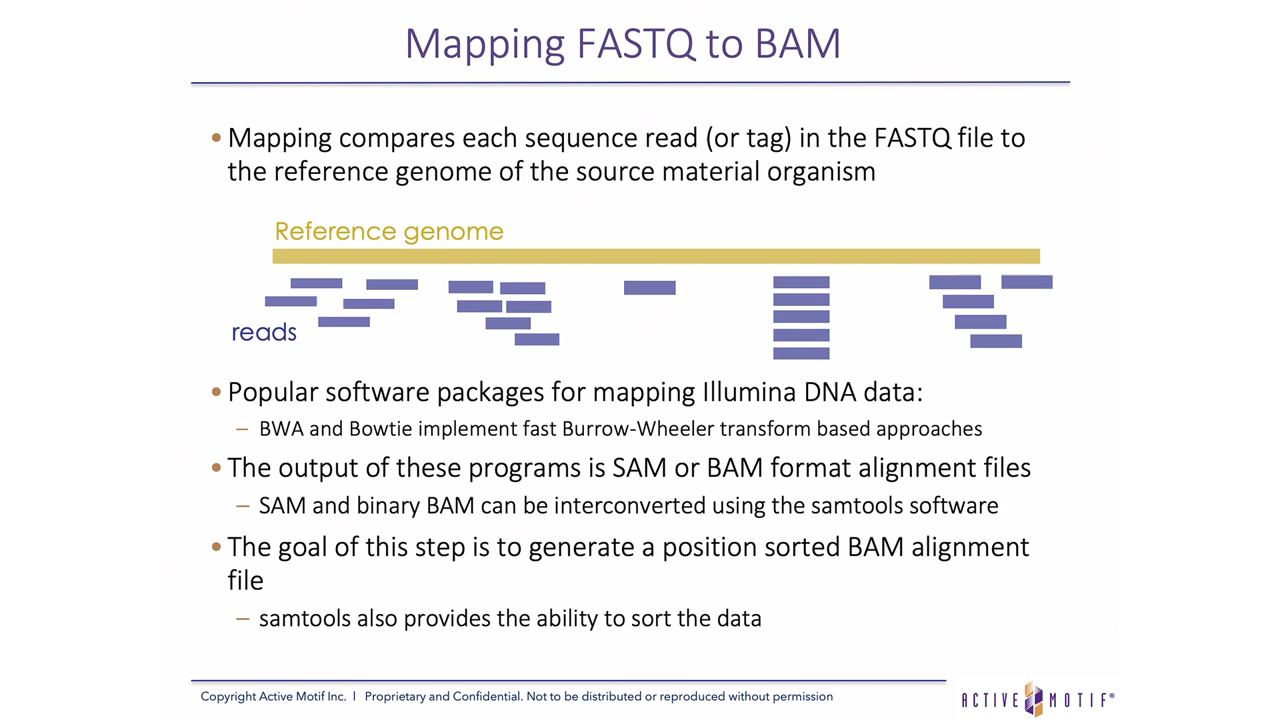 Mapping FASTQ to BAM
• Mapping compares each sequence read (or tag) in the FASTQ file to
the reference genome of the source material organism
Reference genome
reads
• Popular software packages for mapping Illumina DNA data:
– BWA and Bowtie implement fast Burrow-Wheeler transform based approaches
• The output of these programs is SAM or BAM format alignment files
– SAM and binary BAM can be interconverted using the samtools software
• The goal of this step is to generate a position sorted BAM alignment
file
– samtools also provides the ability to sort the data
Copyright Active Motif Inc. | Proprietary and Confidential. Not to be distributed or reproduced without permission
ACTIVE MOTIF®